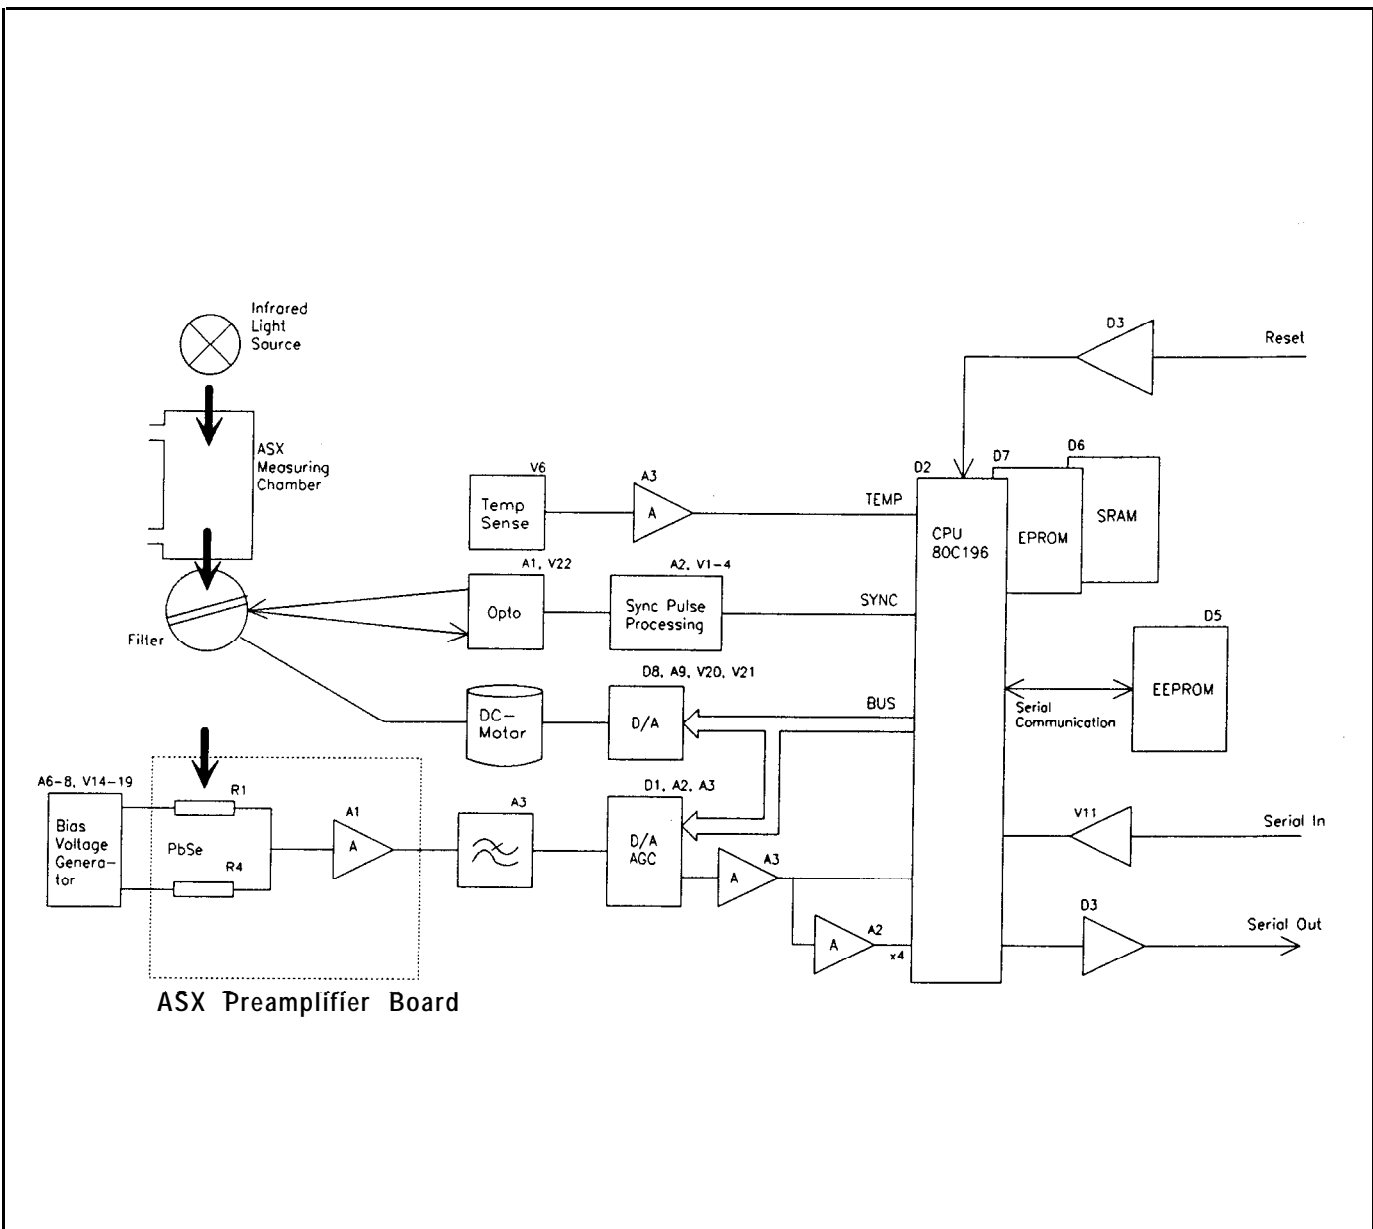 Infrared
Light
Source
D3
Reset
ASX
Measuring
Chamber
V6
Temp
Sense
A3
A
TEMP
D2
CPU
80C196
D7
EPROM
D6
SRAM
A1, V22
Opto
A2, V1-4
Sync Pulse
Processing
SYNC
Filter
D5
EEPROM
Serial
Communication
DC-
Motor
D8, A9, V20, V21
D/A
BUS
A6-8, V14-19
Bias
Voltage
Genera-
tor
R1
PbSe
R4
A1
A
A3
D1, A2, A3
D/A
AGC
A3
A
A2
A
x4
V11
Serial In
D3
Serial Out
ASX Preamplifier Board